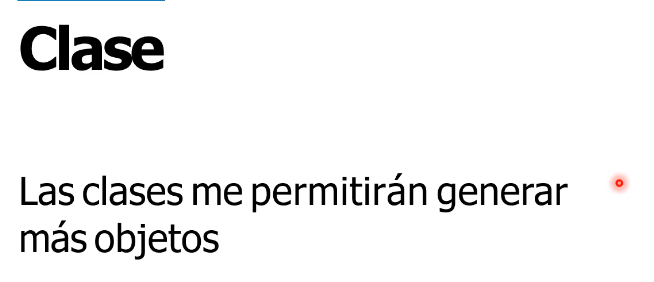 Clase
Las clases me permitirán generar
más objetos